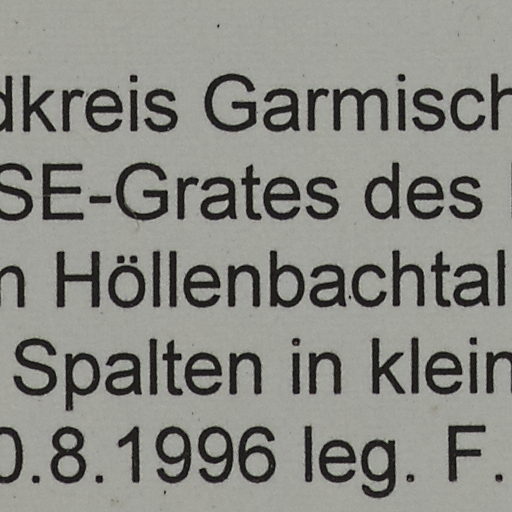 dkreis Garmisch
SE-Grates des
n Höllenbachtal
Spalten in klein
0.8.1996 leg. F.